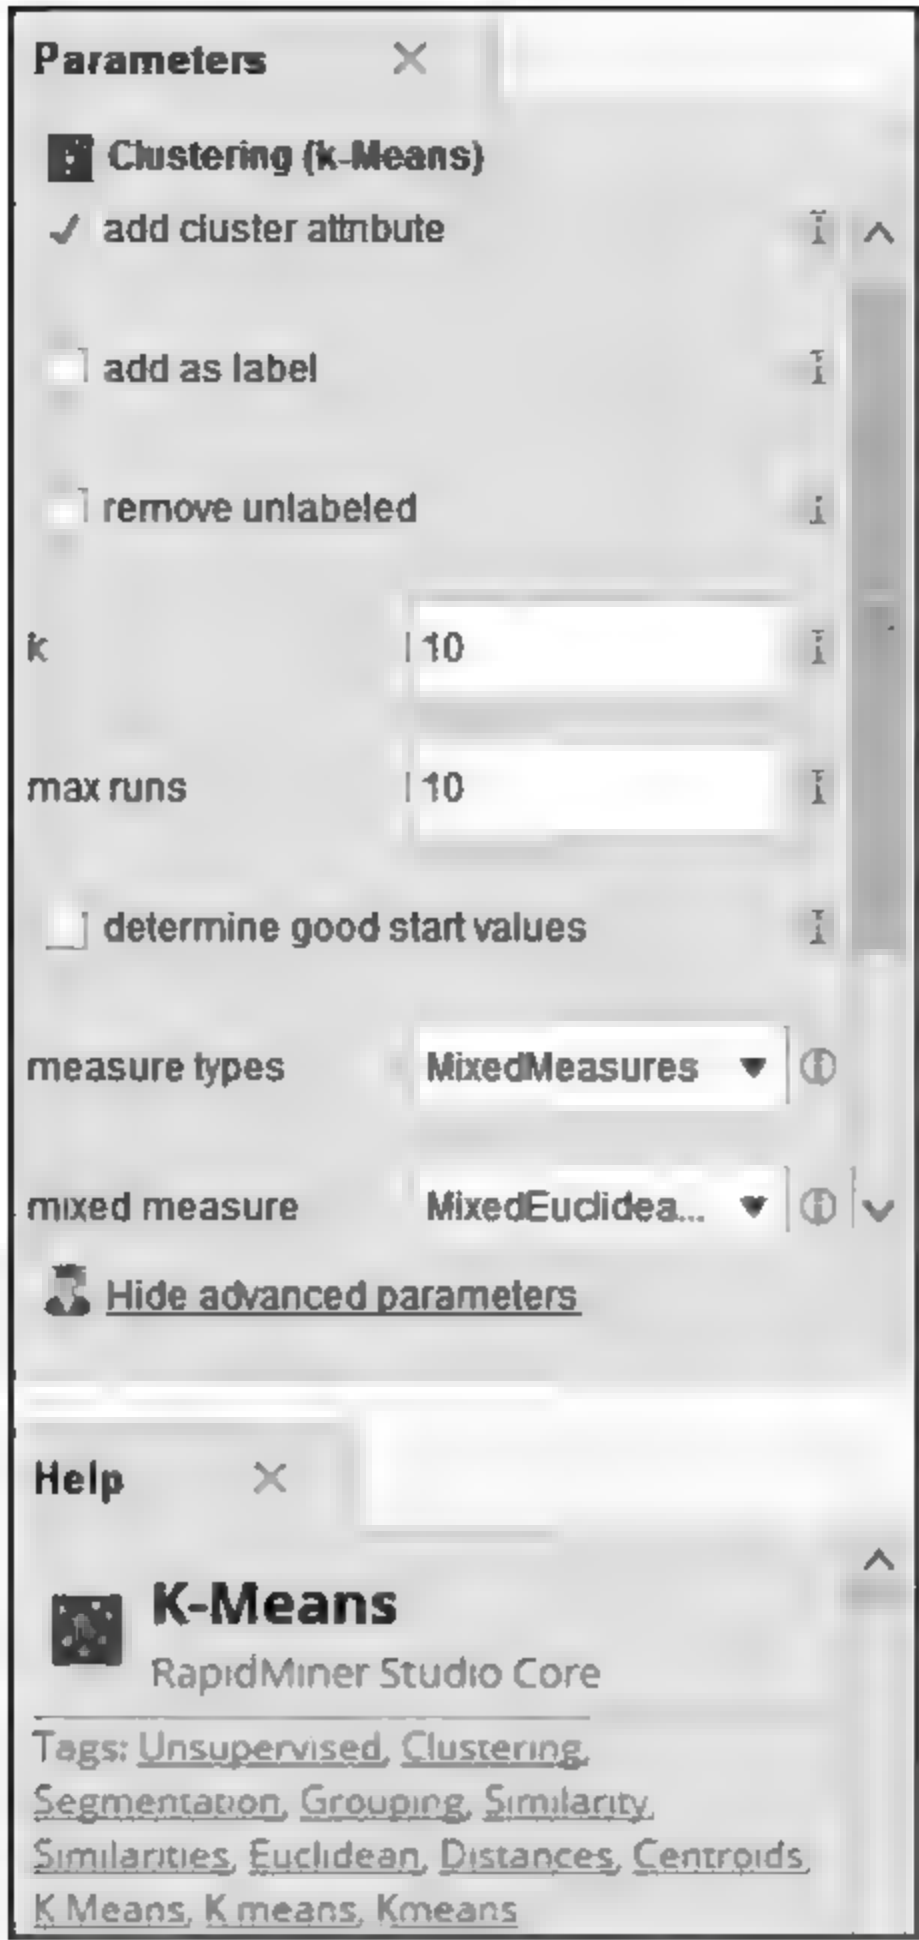 Parameters
Clustering (k-Means)
add cluster attribute
add as label
remove unlabeled
k 10
max runs 10
determine good start values
measure types MixedMeasures
mixed measure MixedEuclidea...
Hide advanced parameters
Help
K-Means
RapidMiner Studio Core
Tags: Unsupervised, Clustering,
Segmentation, Grouping, Similarity,
Similarities, Euclidean, Distances, Centroids,
K Means, K means, Kmeans